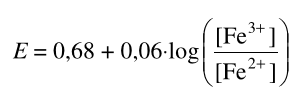 E = 0,68 + 0,06·log([Fe³⁺]/[Fe²⁺])